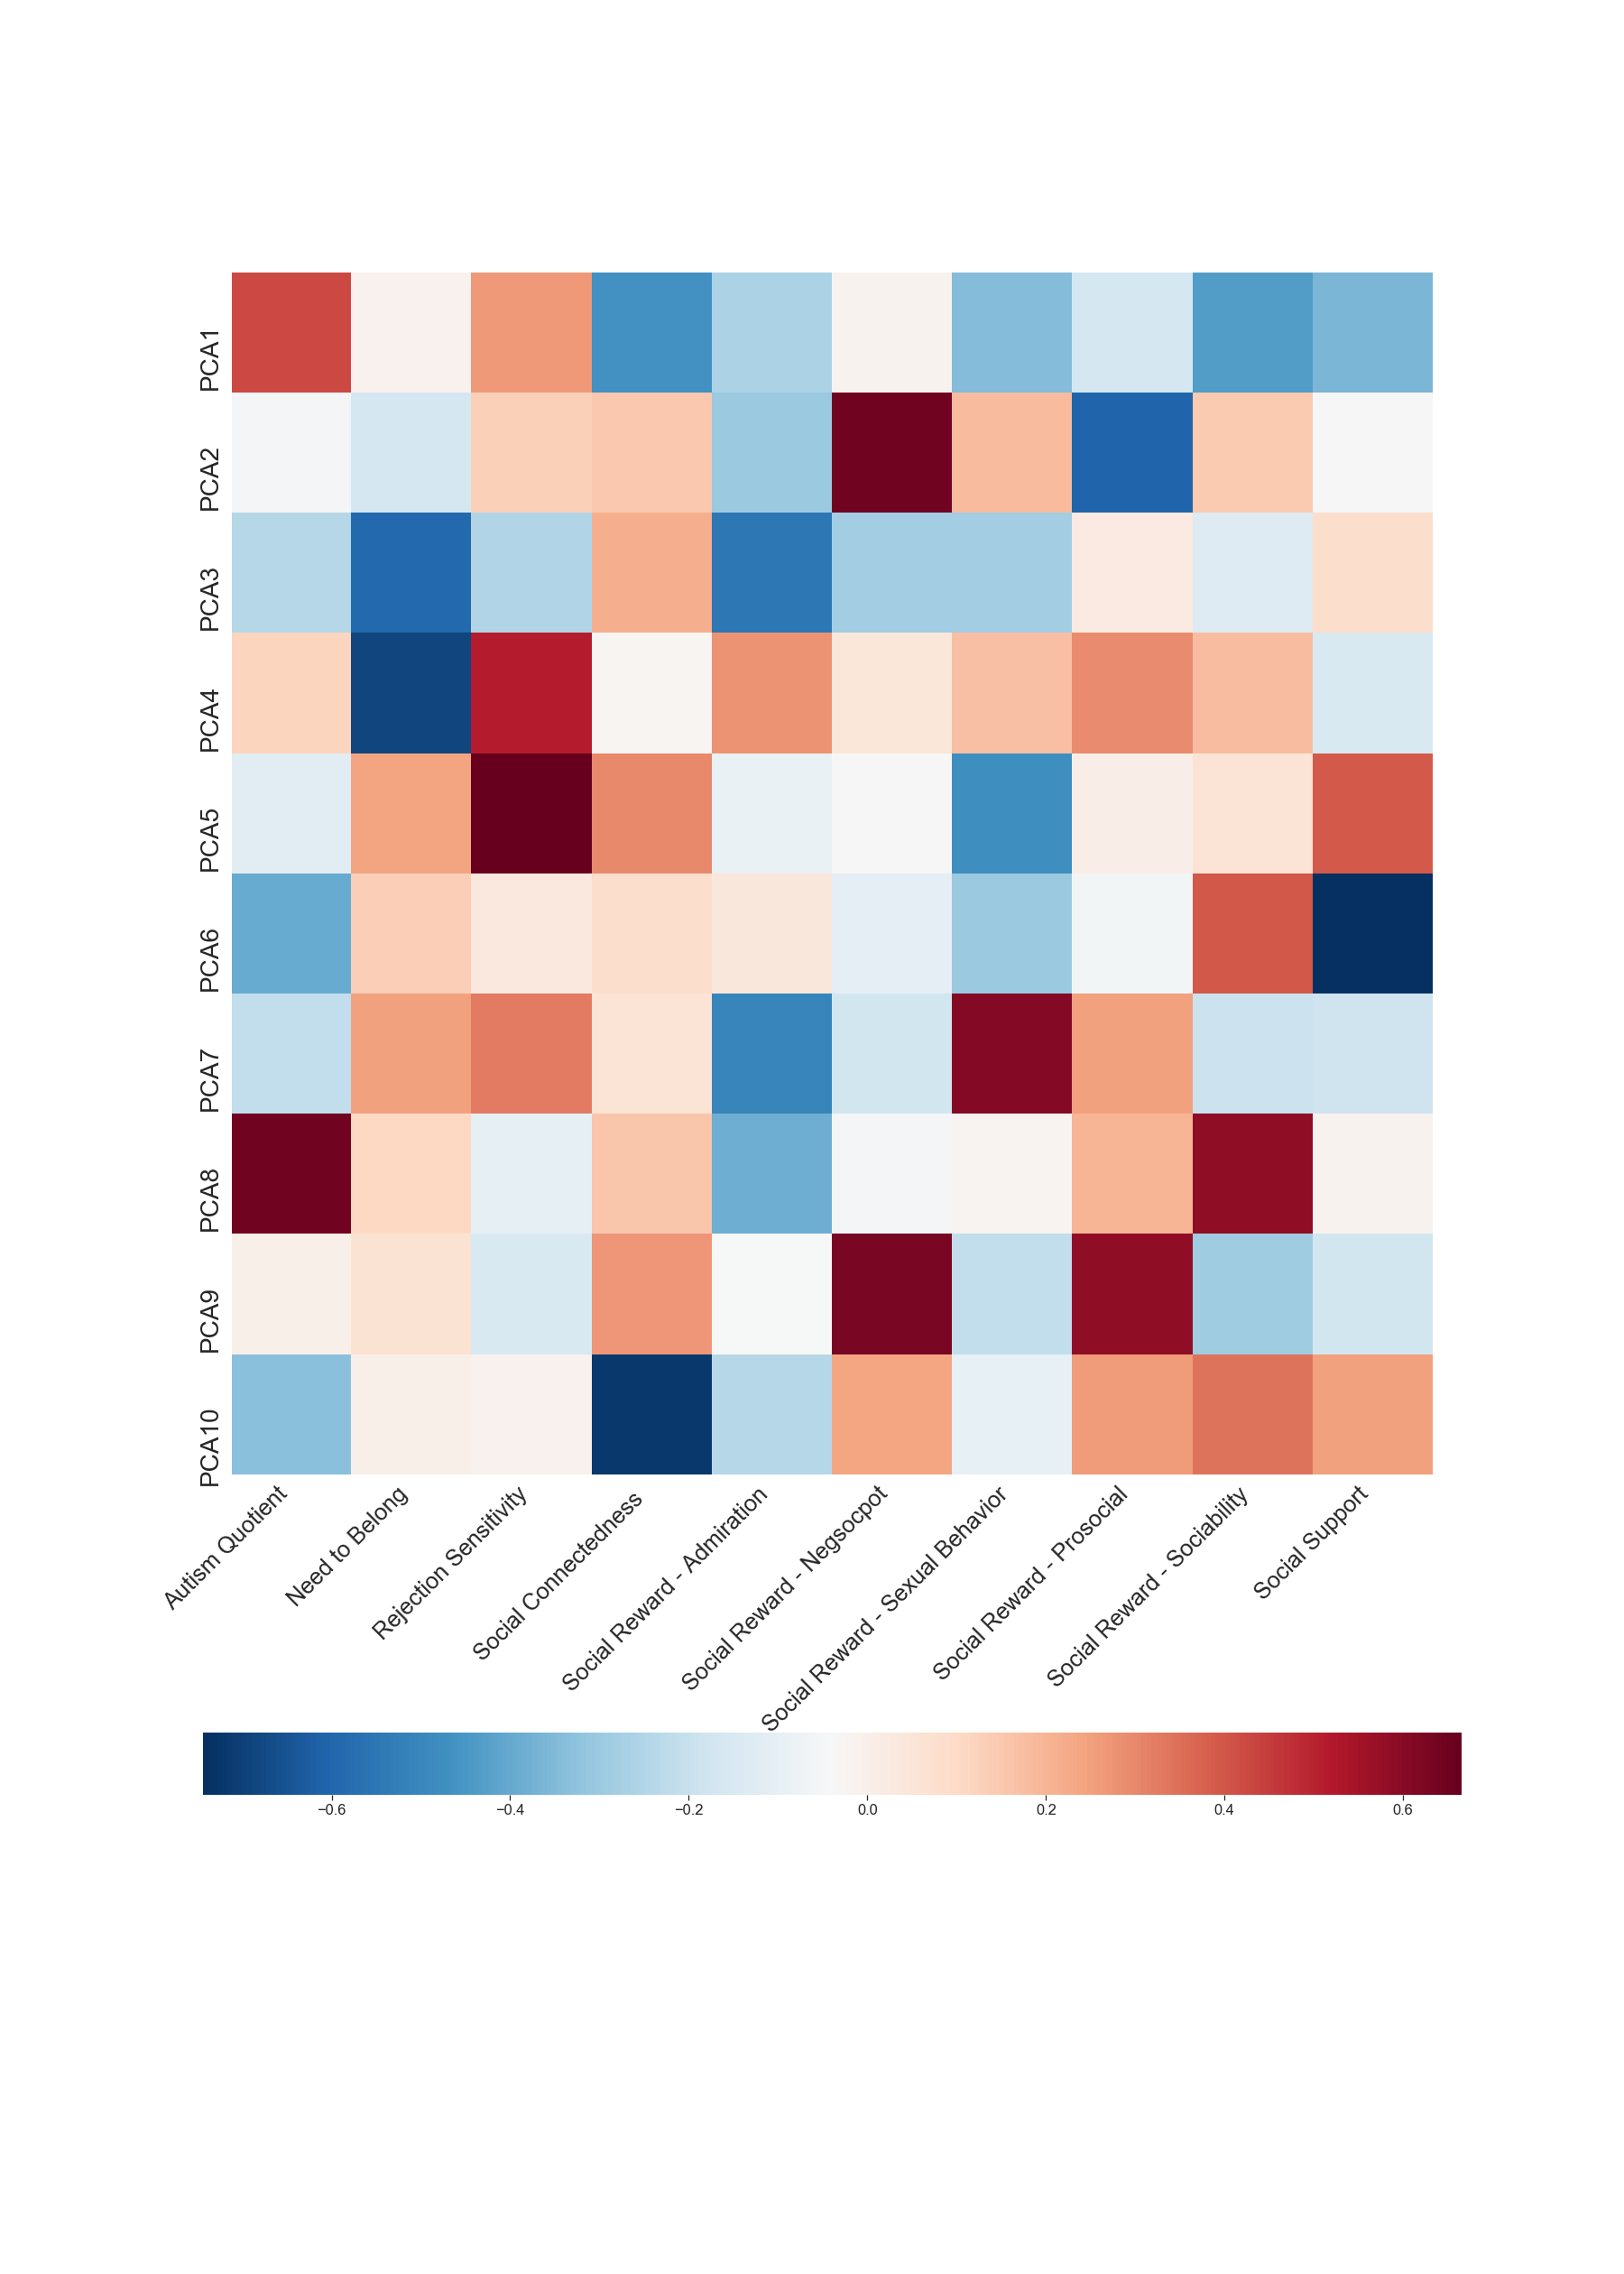 PCA1
PCA2
PCA3
PCA4
PCA5
PCA6
PCA7
PCA8
PCA9
PCA10
Autism Quotient
Need to Belong
Rejection Sensitivity
Social Connectedness
Social Reward - Admiration
Social Reward - Negsocpot
Social Reward - Sexual Behavior
Social Reward - Prosocial
Social Reward - Sociability
Social Support
−0.6 −0.4 −0.2 0.0 0.2 0.4 0.6